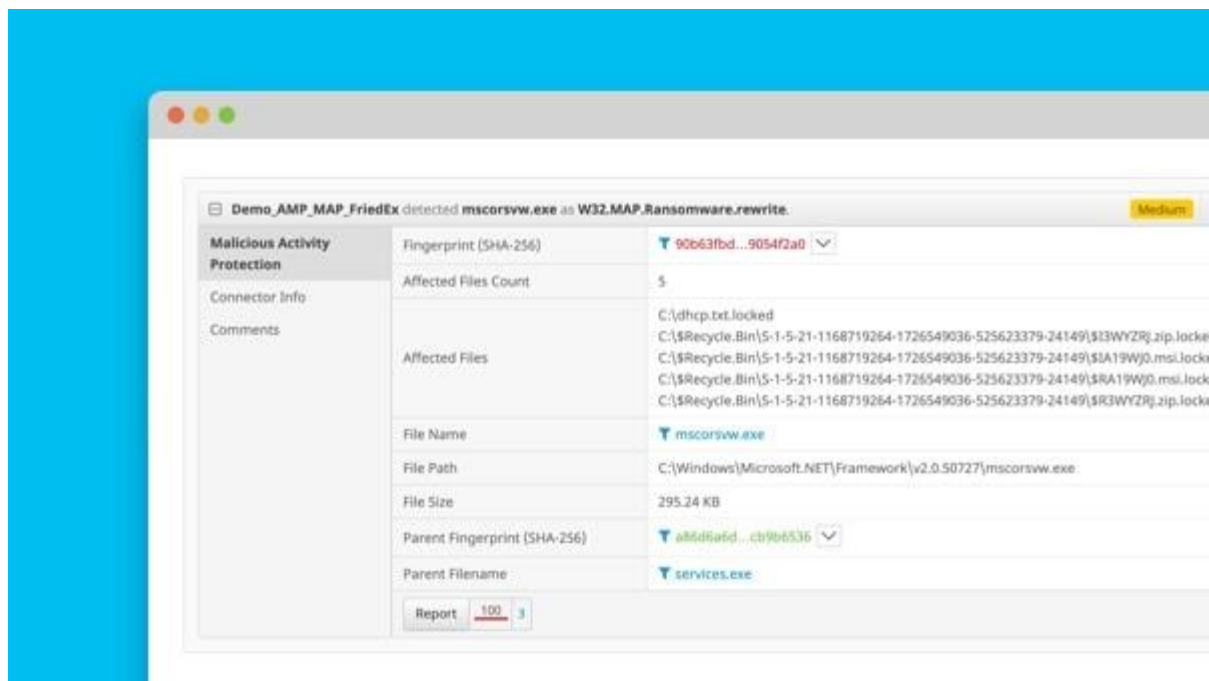 Demo_AMP_MAP_FriedEx detected mscorsvw.exe as W32.MAP.Ransomware.rewrite.
Medium
Malicious Activity
Protection
Connector Info
Comments
Fingerprint (SHA-256)
90b63fbd...9054f2a0
Affected Files Count
5
Affected Files
C:\dhcp.txt.locked
C:\$Recycle.Bin\S-1-5-21-1168719264-1726549036-525623379-24149\$I3WYZRJ.zip.locke
C:\$Recycle.Bin\S-1-5-21-1168719264-1726549036-525623379-24149\$IA19WJ0.msi.locke
C:\$Recycle.Bin\S-1-5-21-1168719264-1726549036-525623379-24149\$RA19WJ0.msi.lock
C:\$Recycle.Bin\S-1-5-21-1168719264-1726549036-525623379-24149\$R3WYZRJ.zip.locke
File Name
mscorsvw.exe
File Path
C:\Windows\Microsoft.NET\Framework\v2.0.50727\mscorsvw.exe
File Size
295.24 KB
Parent Fingerprint (SHA-256)
a86d6a6d...cb9b6536
Parent Filename
services.exe
Report 100 3